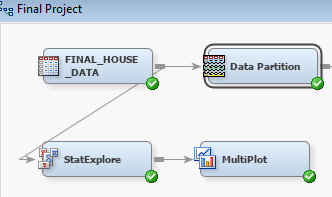 Final Project
FINAL_HOUSE
_DATA
Data Partition
StatExplore
MultiPlot